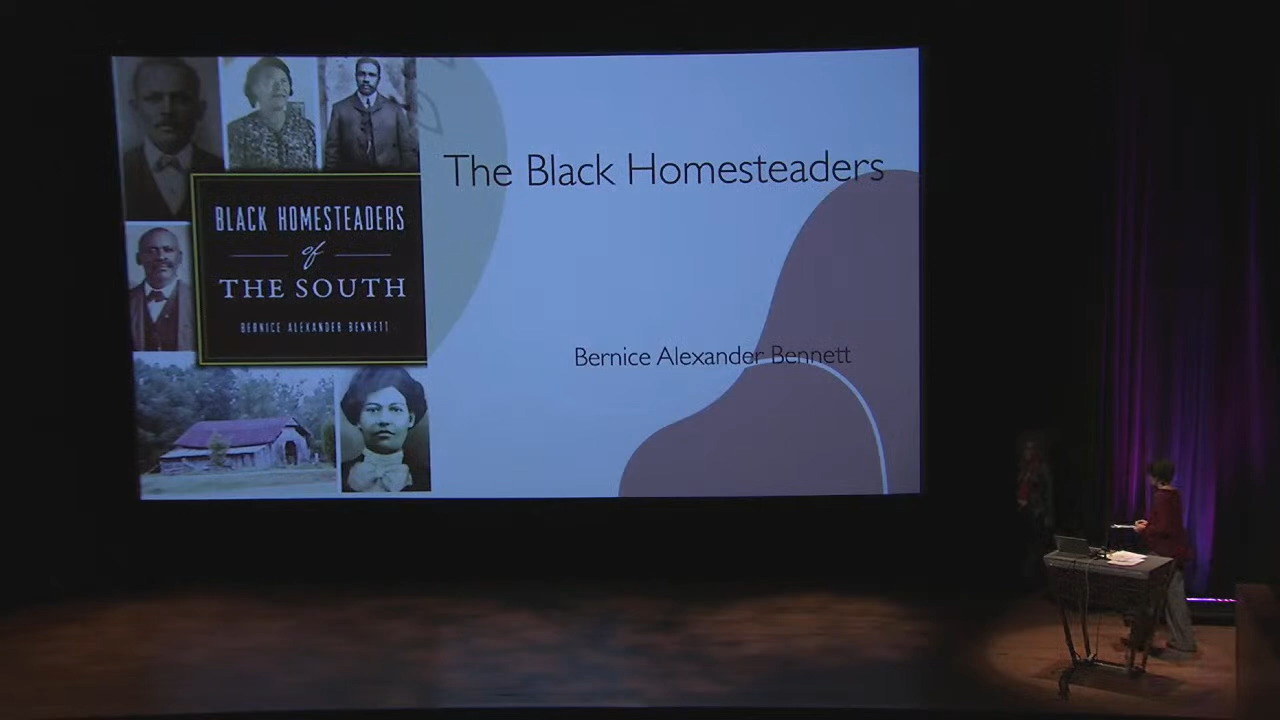 BLACK HOMESTEADERS
of
THE SOUTH
BERNICE ALEXANDER BENNETT
The Black Homesteaders
Bernice Alexander Bennett